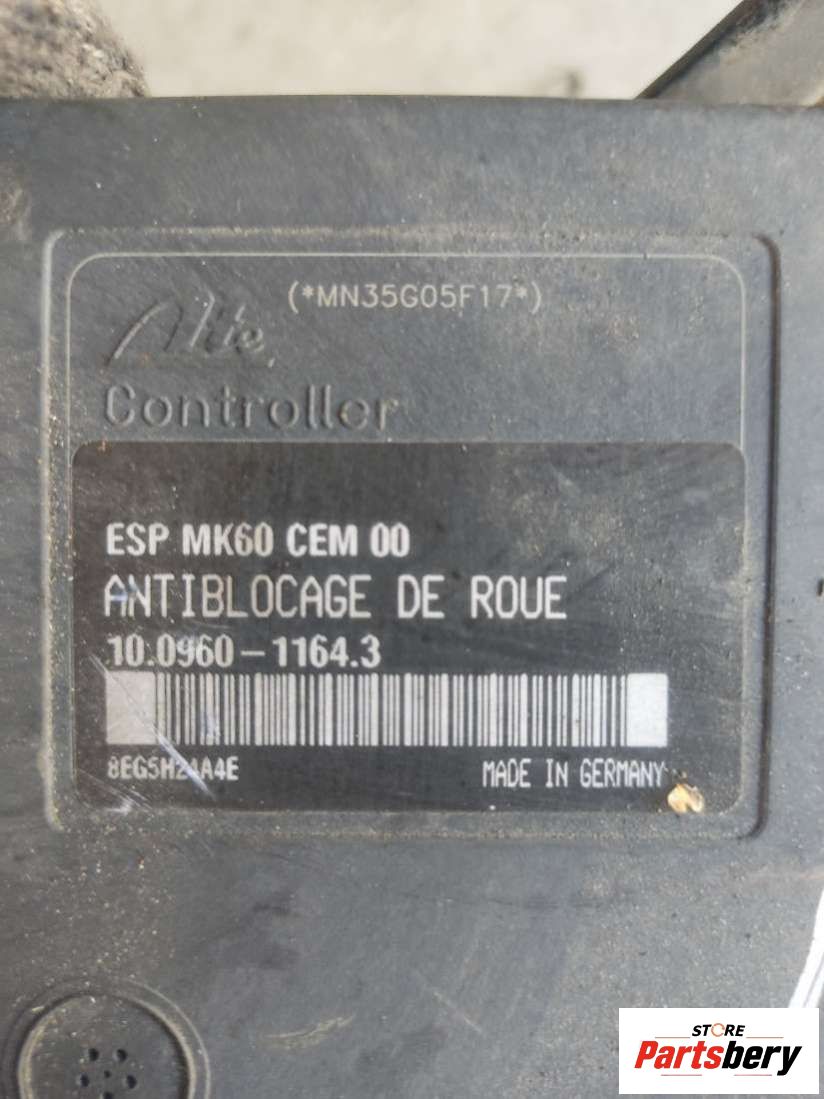 (*MN35G05F17*)
Ate
Controller
ESP MK60 CEM 00
ANTIBLOCAGE DE ROUE
10.0960-1164.3
8EG5H24A4E
MADE IN GERMANY
STORE
Partsbery